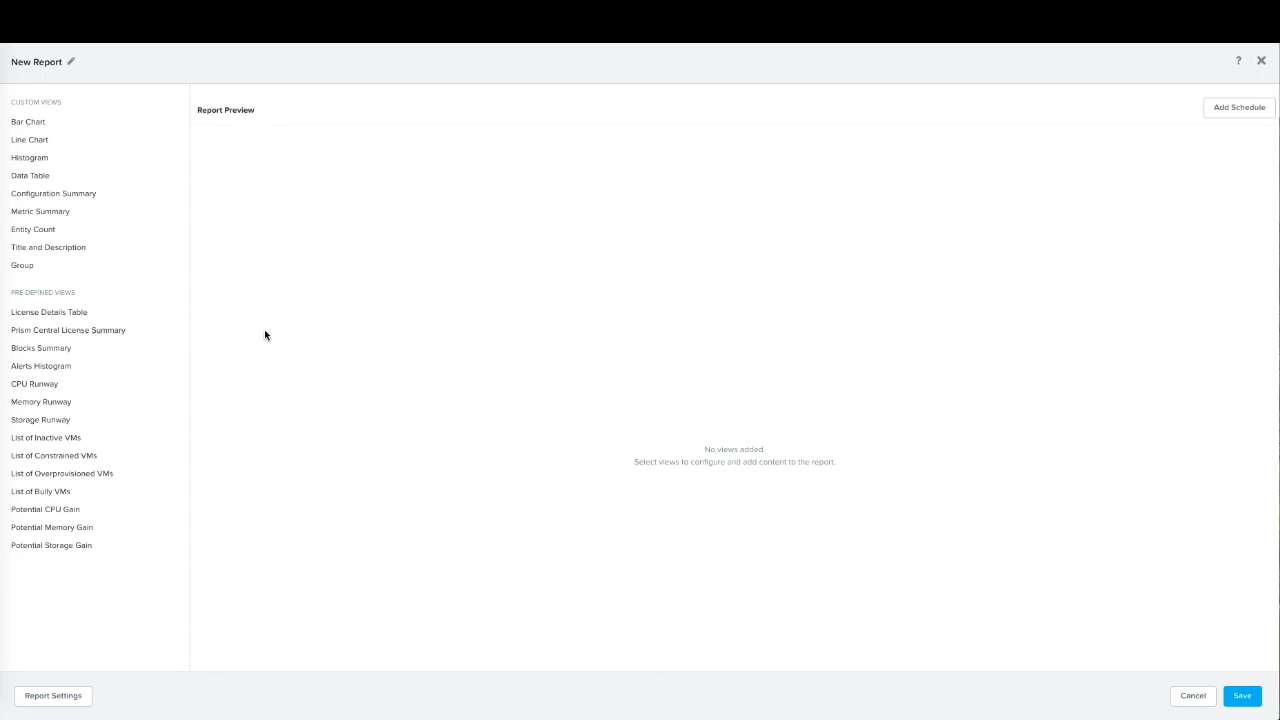 New Report
?
CUSTOM VIEWS
Bar Chart
Line Chart
Histogram
Data Table
Configuration Summary
Metric Summary
Entity Count
Title and Description
Group
PRE-DEFINED VIEWS
License Details Table
Prism Central License Summary
Blocks Summary
Alerts Histogram
CPU Runway
Memory Runway
Storage Runway
List of Inactive VMs
List of Constrained VMs
List of Overprovisioned VMs
List of Bully VMs
Potential CPU Gain
Potential Memory Gain
Potential Storage Gain
Report Preview
Add Schedule
No views added.
Select views to configure and add content to the report.
Report Settings
Cancel
Save